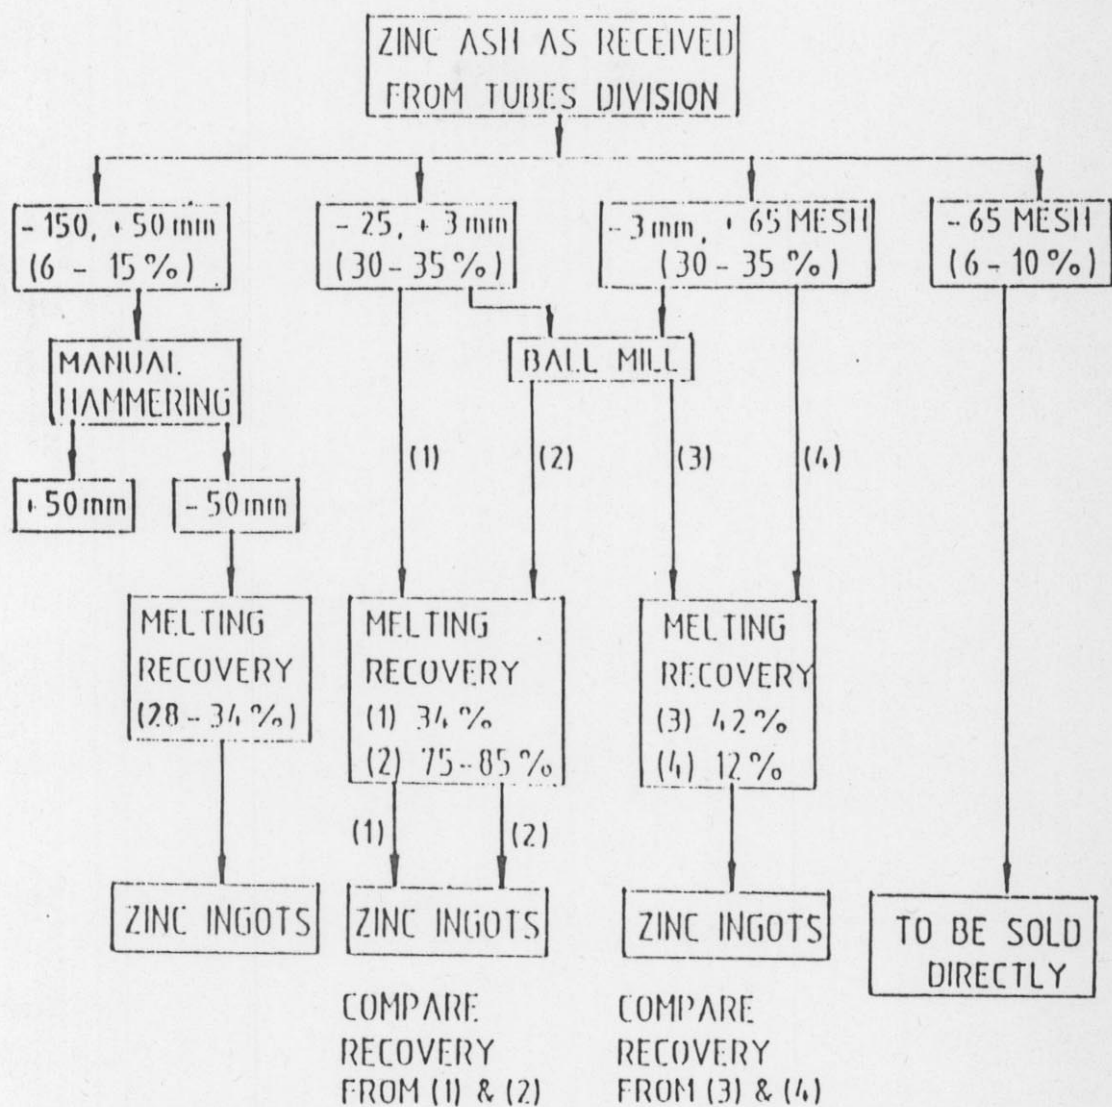 ZINC ASH AS RECEIVED
FROM TUBES DIVISION
- 150, + 50 mm
(6 - 15 %)
- 25, + 3 mm
(30 - 35 %)
- 3 mm, + 65 MESH
(30 - 35 %)
- 65 MESH
(6 - 10 %)
MANUAL
HAMMERING
BALL MILL
(1)
(2)
(3)
(4)
+ 50 mm
- 50 mm
MELTING
RECOVERY
(28 - 34 %)
MELTING
RECOVERY
(1) 34 %
(2) 75 - 85 %
MELTING
RECOVERY
(3) 42 %
(4) 12 %
(1)
(2)
ZINC INGOTS
ZINC INGOTS
ZINC INGOTS
TO BE SOLD
DIRECTLY
COMPARE
RECOVERY
FROM (1) & (2)
COMPARE
RECOVERY
FROM (3) & (4)